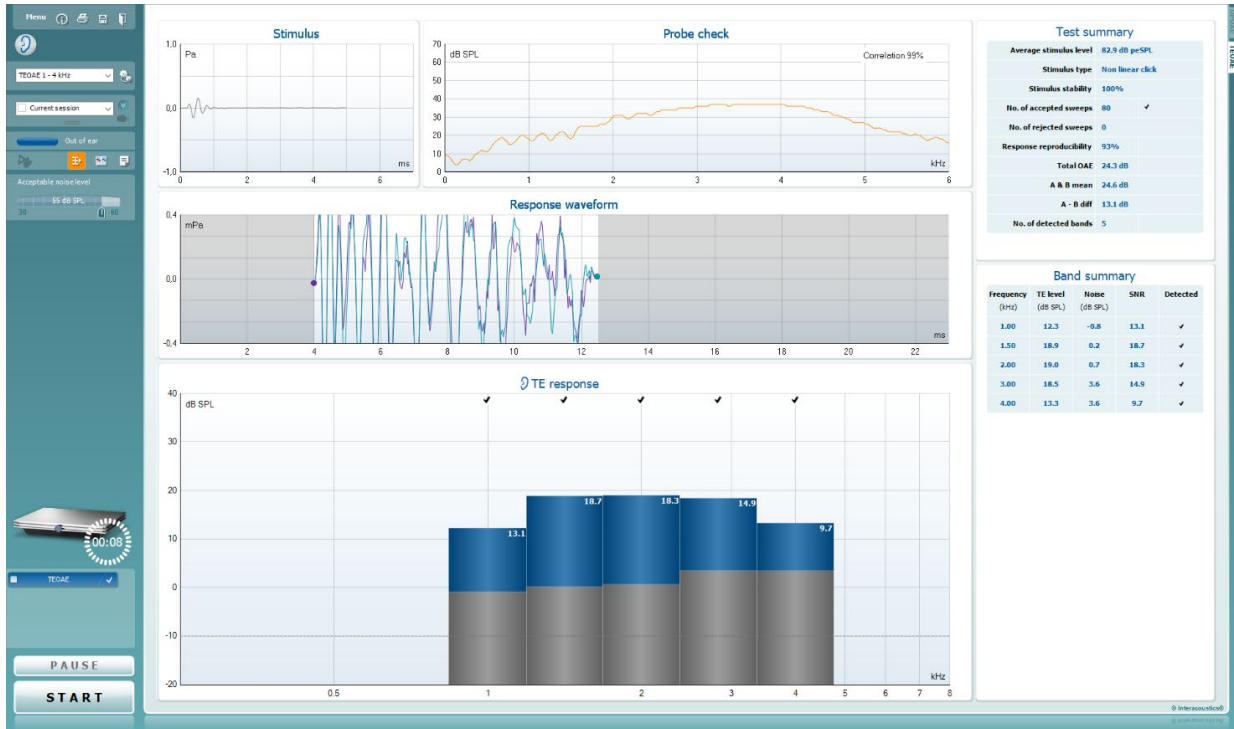 Menu
TEOAE 1 - 4 kHz
Current session
Out of ear
Acceptable noise level
55 dB SPL
30 60
00:08
TEOAE
PAUSE
START
Stimulus
1,0
Pa
0,0
-1,0
ms
0 2 4 6
Probe check
70
dB SPL
Correlation 99%
60
50
40
30
20
10
0
kHz
0 1 2 3 4 5 6
Response waveform
0,4
mPa
0,0
-0,4
ms
2 4 6 8 10 12 14 16 18 20 22
TE response
40
dB SPL
30
20
10
0
-10
-20
13.1 18.7 18.3 14.9 9.7
kHz
0.5 1 2 3 4 5 6 7 8
Test summary
Average stimulus level 82.9 dB peSPL
Stimulus type Non linear click
Stimulus stability 100%
No. of accepted sweeps 80 ✔
No. of rejected sweeps 0
Response reproducibility 93%
Total OAE 24.3 dB
A & B mean 24.6 dB
A - B diff 13.1 dB
No. of detected bands 5
Band summary
Frequency TE level Noise SNR Detected
(kHz) (dB SPL) (dB SPL)
1.00 12.3 -0.8 13.1 ✔
1.50 18.9 0.2 18.7 ✔
2.00 19.0 0.7 18.3 ✔
3.00 18.5 3.6 14.9 ✔
4.00 13.3 3.6 9.7 ✔
TEOAE
© Interacoustics®